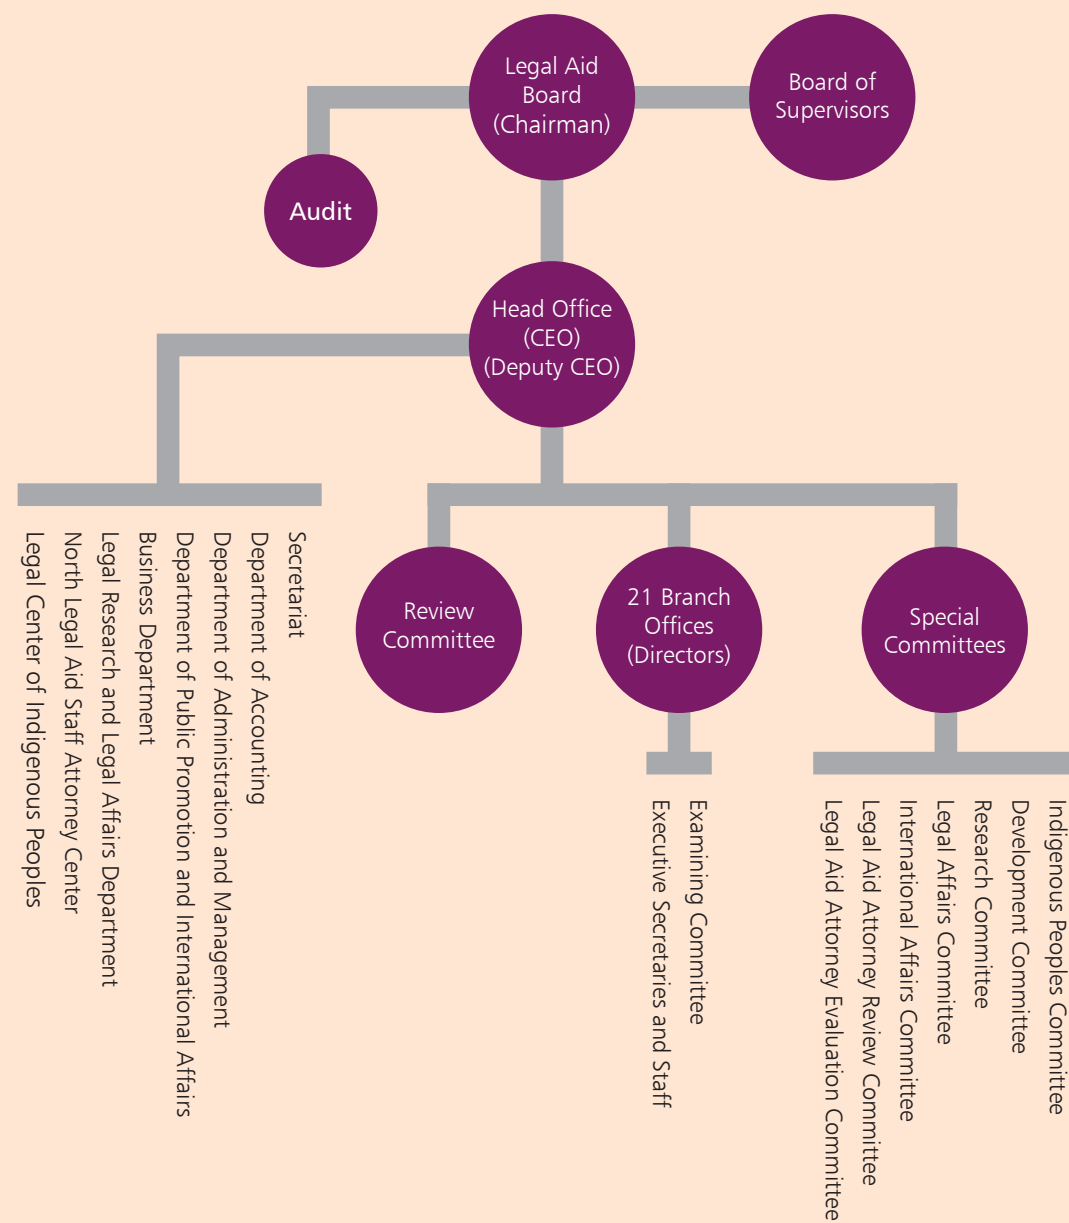 Legal Aid
Board
(Chairman)
Board of
Supervisors
Audit
Head Office
(CEO)
(Deputy CEO)
Secretariat
Department of Accounting
Department of Administration and Management
Department of Public Promotion and International Affairs
Business Department
Legal Research and Legal Affairs Department
North Legal Aid Staff Attorney Center
Legal Center of Indigenous Peoples
Review
Committee
21 Branch
Offices
(Directors)
Special
Committees
Examining Committee
Executive Secretaries and Staff
Indigenous Peoples Committee
Development Committee
Research Committee
Legal Affairs Committee
International Affairs Committee
Legal Aid Attorney Review Committee
Legal Aid Attorney Evaluation Committee